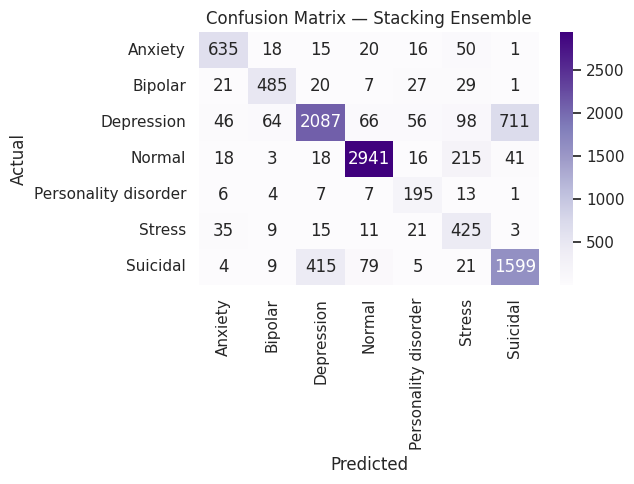 Confusion Matrix — Stacking Ensemble
Actual
Anxiety 635 18 15 20 16 50 1
Bipolar 21 485 20 7 27 29 1
Depression 46 64 2087 66 56 98 711
Normal 18 3 18 2941 16 215 41
Personality disorder 6 4 7 7 195 13 1
Stress 35 9 15 11 21 425 3
Suicidal 4 9 415 79 5 21 1599
Anxiety Bipolar Depression Normal Personality disorder Stress Suicidal
Predicted
2500
2000
1500
1000
500